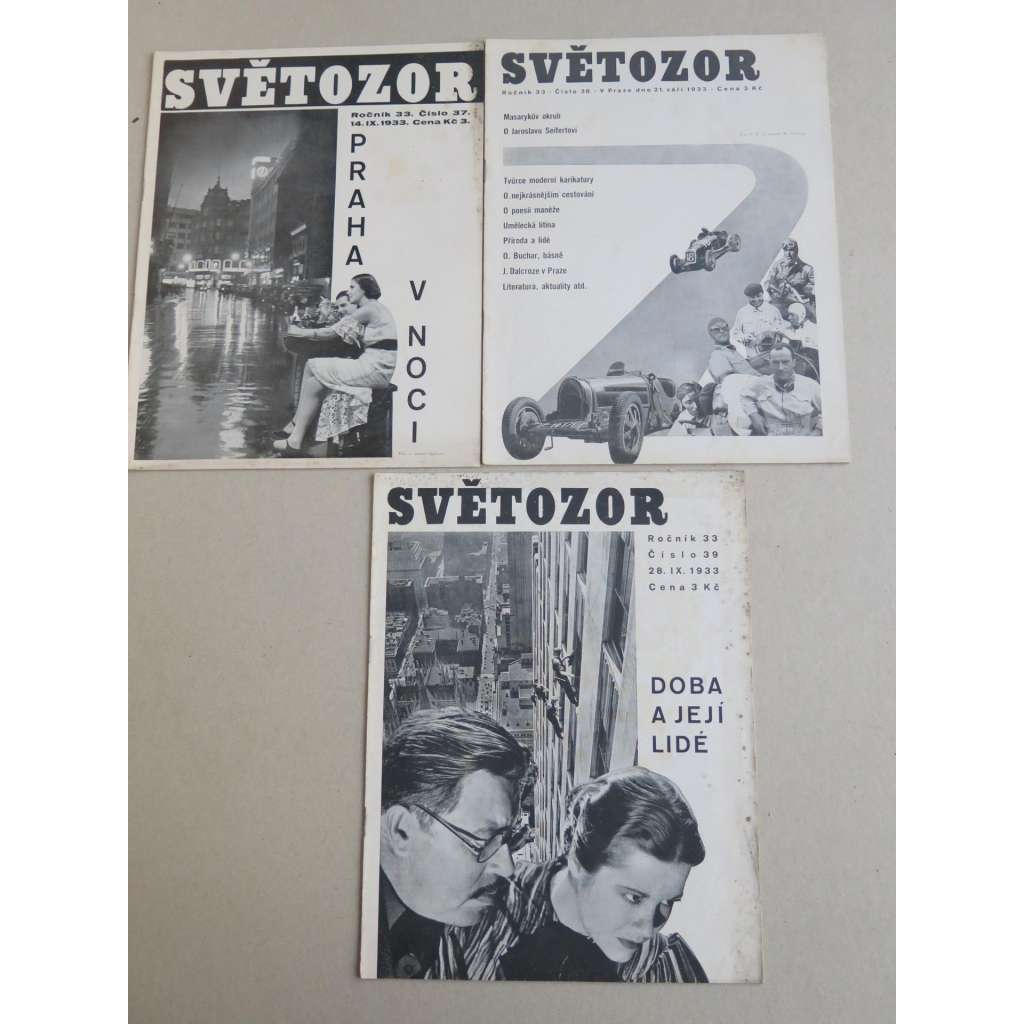 SVĚTOZOR
Ročník 33. Číslo 37.
14.IX.1933. Cena Kč 3.
PRAHA
V NOCI
SVĚTOZOR
Ročník 33 - Číslo 38. - V Praze dne 21. září 1933 - Cena 3 Kč
Masarykův okruh
O Jaroslavu Seifertovi
Tvůrce moderní karikatury
O nejkrásnějším cestování
O poesii manéže
Umělecká litina
Příroda a lidé
O. Buchar, básně
J. Dalcroze v Praze
Literatura, aktuality atd.
18
SVĚTOZOR
Ročník 33
Číslo 39
28. IX. 1933
Cena 3 Kč
DOBA
A JEJÍ
LIDÉ